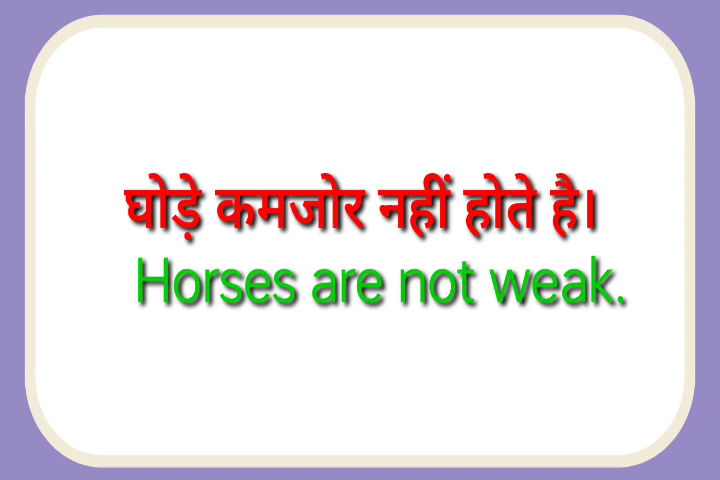 घोड़े कमजोर नहीं होते है।
Horses are not weak.